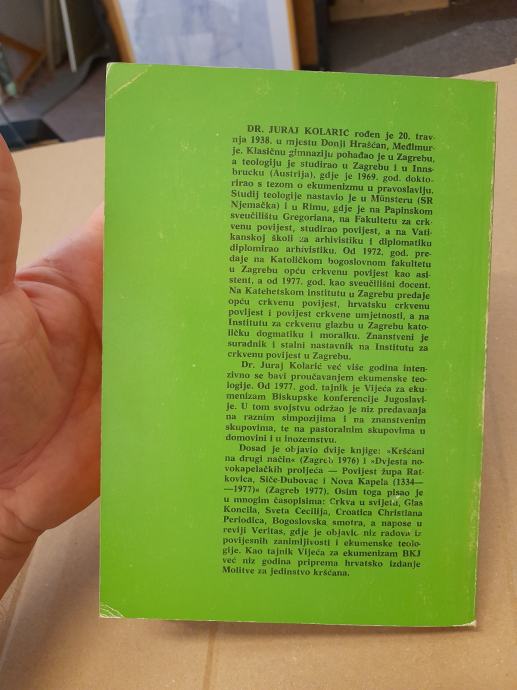 DR. JURAJ KOLARIĆ rođen je 20. trav-
nja 1938. u mjestu Donji Hrašćan, Međimur-
je. Klasičnu gimnaziju pohađao je u Zagrebu,
a teologiju je studirao u Zagrebu i u Inns-
brucku (Austrija), gdje je 1969. god. dokto-
rirao s tezom o ekumenizmu u pravoslaviju.
Studij teologije nastavio je u Münsteru (SR
Njemačka) i u Rimu, gdje je na Papinskom
sveučilištu Gregoriana, na Fakultetu za crk-
venu povijest, studirao povijest, a na Vati-
kanskoj školi za arhivistiku i diplomatiku
diplomirao arhivistiku. Od 1972. god. pre-
daje na Katoličkom bogoslovnom fakultetu
u Zagrebu opću crkvenu povijest kao asi-
stent, a od 1977. god. kao sveučilišni docent.
Na Katehetskom institutu u Zagrebu predaje
opću crkvenu povijest, hrvatsku crkvenu
povijest i povijest crkvene umjetnosti, a na
Institutu za crkvenu glazbu u Zagrebu kato-
ličku dogmatiku i moralku. Znanstveni je
suradnik i stalni nastavnik na Institutu za
crkvenu povijest u Zagrebu.
Dr. Juraj Kolarić već više godina inten-
zivno se bavi proučavanjem ekumenske teo-
logije. Od 1977. god. tajnik je Vijeća za eku-
menizam Biskupske konferencije Jugoslavi-
je. U tom svojstvu održao je niz predavanja
na raznim simpozijima i na znanstvenim
skupovima, te na pastoralnim skupovima u
domovini i u inozemstvu.
Dosad je objavio dvije knjige: »Kršćani
na drugi način« (Zagreb 1976) i »Dvjesta no-
vokapelačkih proljeća — Povijest župa Rat-
kovica, Siče-Dubovac i Nova Kapela (1334—
—1977)« (Zagreb 1977). Osim toga pisao je
u mnogim časopisima: Crkva u svijetu, Glas
Koncila, Sveta Cecilija, Croatica Christiana
Periodica, Bogoslovska smotra, a napose u
reviji Veritas, gdje je objavio niz radova iz
povijesnih zanimljivosti i ekumenske teolo-
gije. Kao tajnik Vijeća za ekumenizam BKJ
već niz godina priprema hrvatsko izdanje
Molitve za jedinstvo kršćana.